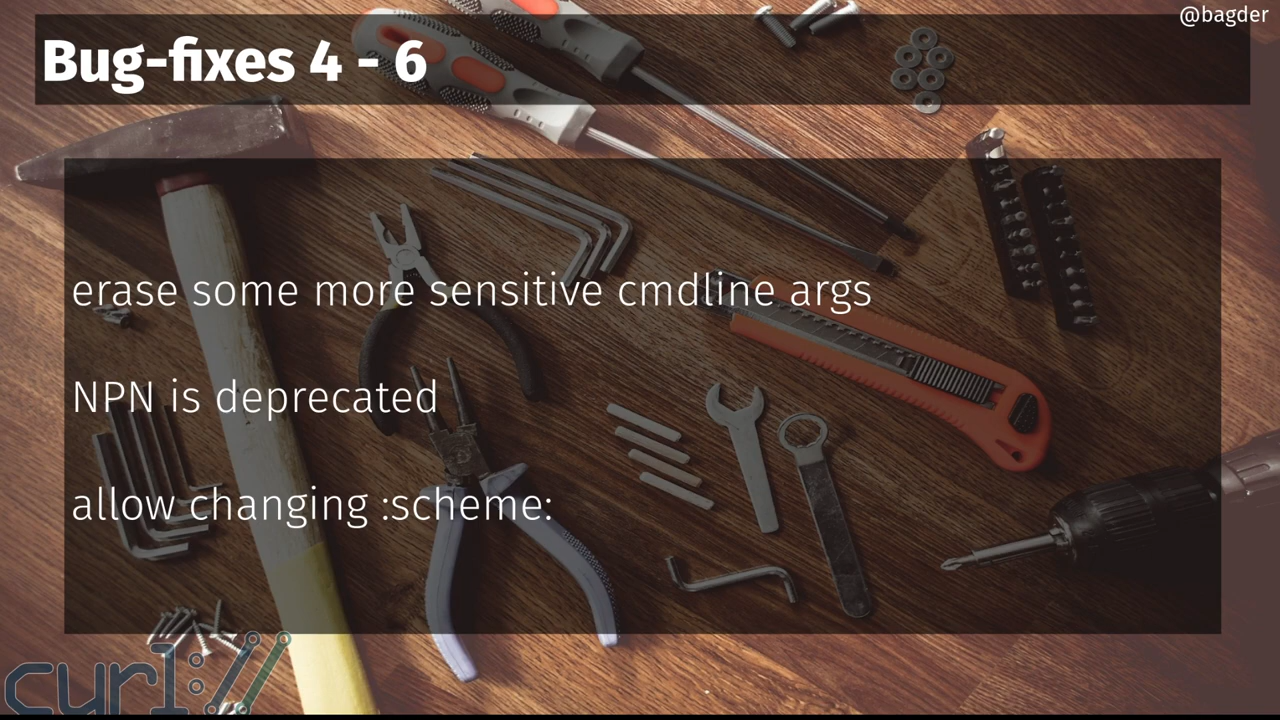 @bagder
Bug-fixes 4 - 6
erase some more sensitive cmdline args
NPN is deprecated
allow changing :scheme:
curl://